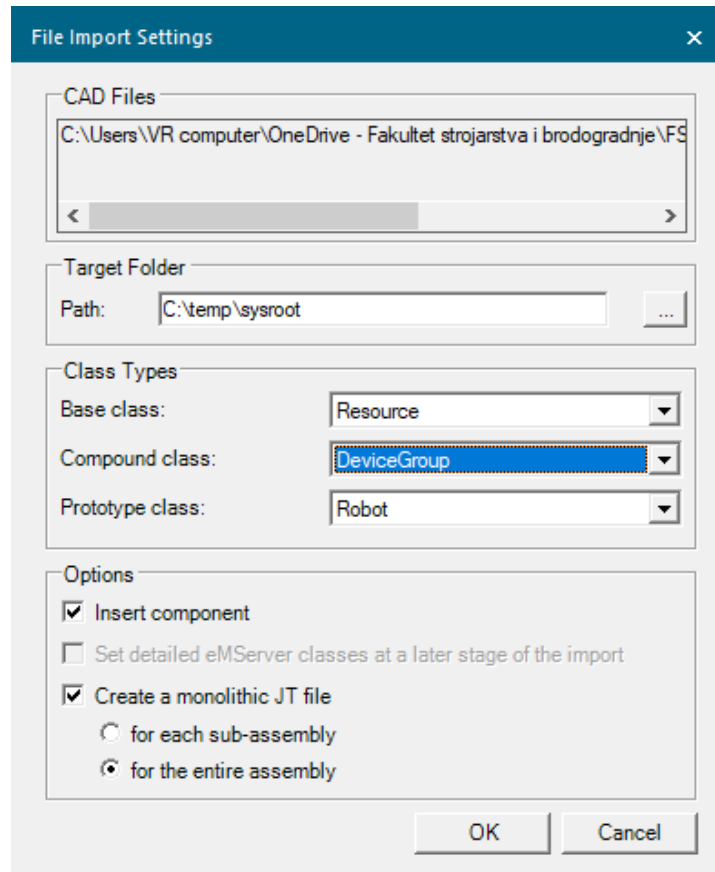 File Import Settings
CAD Files
C:\Users\VR computer\OneDrive - Fakultet strojarstva i brodogradnje\FS
Target Folder
Path: C:\temp\sysroot ...
Class Types
Base class: Resource
Compound class: DeviceGroup
Prototype class: Robot
Options
Insert component
Set detailed eMServer classes at a later stage of the import
Create a monolithic JT file
for each sub-assembly
for the entire assembly
OK Cancel